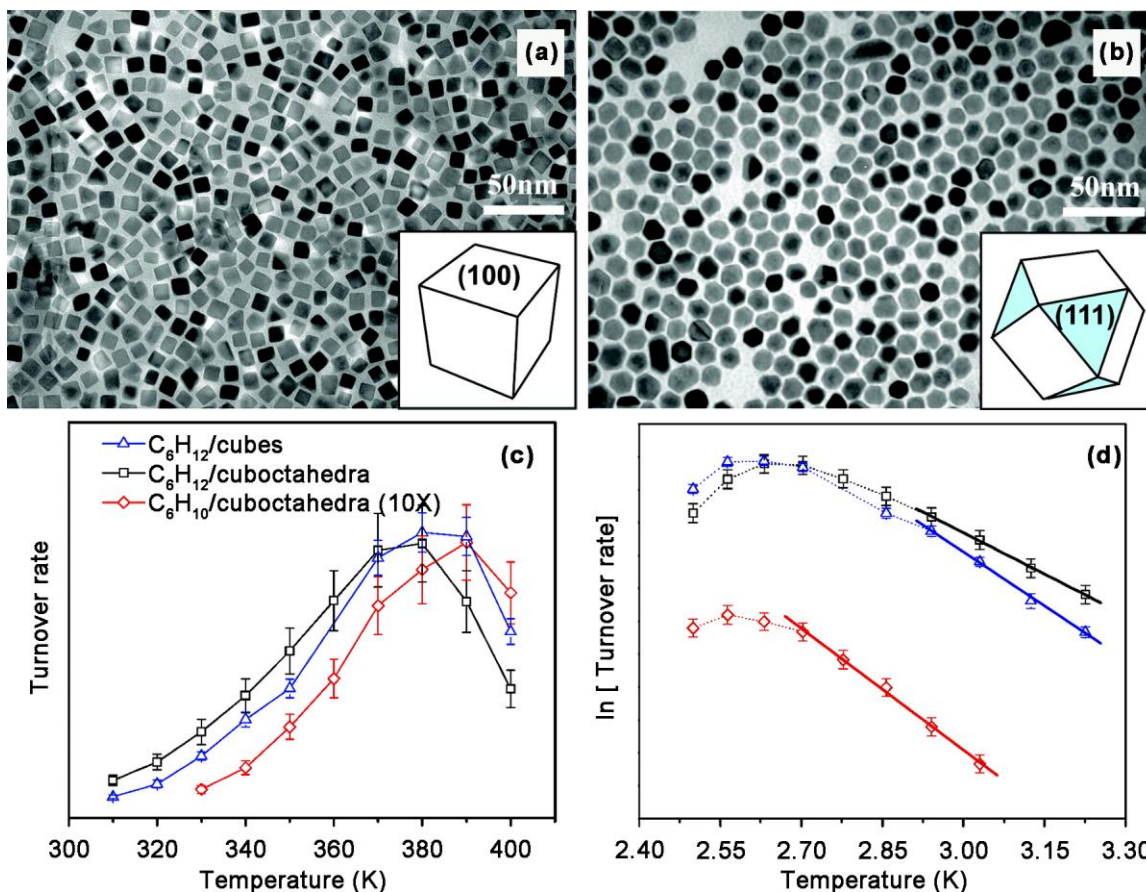 (a)
50nm
(100)
(b)
50nm
(111)
(c)
C₆H₁₂/cubes
C₆H₁₂/cuboctahedra
C₆H₁₀/cuboctahedra (10X)
Turnover rate
300 320 340 360 380 400
Temperature (K)
(d)
ln [ Turnover rate]
2.40 2.55 2.70 2.85 3.00 3.15 3.30
Temperature (K)